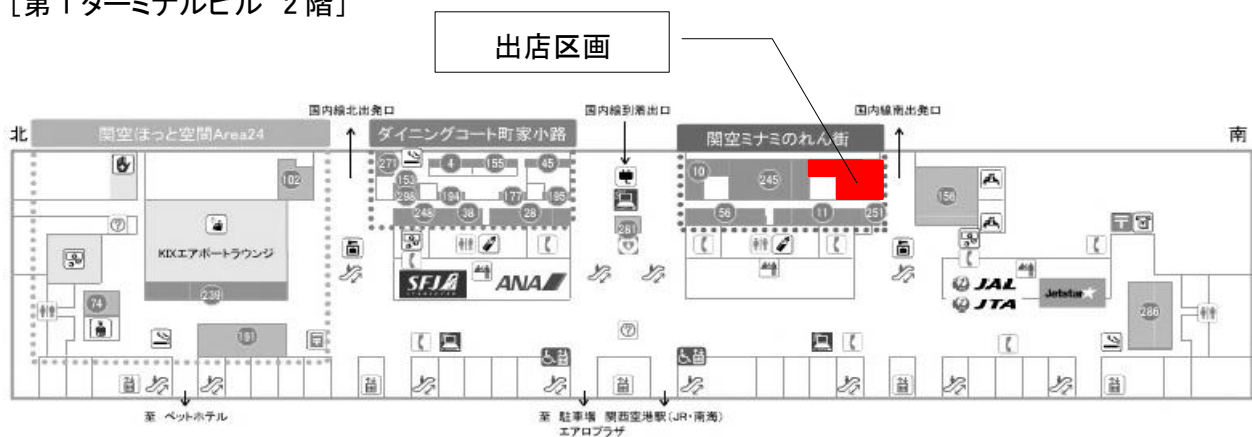 [第1ターミナルビル 2階]
出店区画
国内線北出発口
国内線到着出口
国内線南出発口
北
関空ほっと空間Area24
ダイニングコート町家小路
関空ミナミのれん街
南
271
4
155
45
10
245
102
153
298
194
177
195
156
248
38
28
56
11
251
261
KIXエアポートラウンジ
SFJ
STARFLYER
ANA
JAL
JTA
Jetstar
238
74
181
286
至 ペットホテル
至 駐車場 関西空港駅(JR・南海)
エアロプラザ